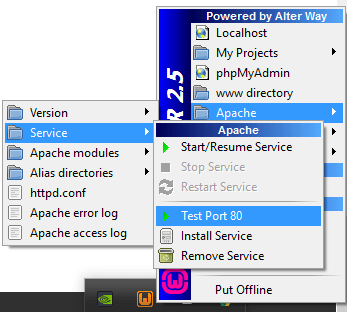 Powered by Alter Way
Localhost
My Projects
phpMyAdmin
www directory
Apache
R 2.5
Version
Service
Apache modules
Alias directories
httpd.conf
Apache error log
Apache access log
Apache
Start/Resume Service
Stop Service
Restart Service
Test Port 80
Install Service
Remove Service
Put Offline